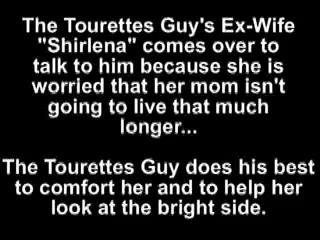 The Tourettes Guy's Ex-Wife
"Shirlena" comes over to
talk to him because she is
worried that her mom isn't
going to live that much
longer...
The Tourettes Guy does his best
to comfort her and to help her
look at the bright side.